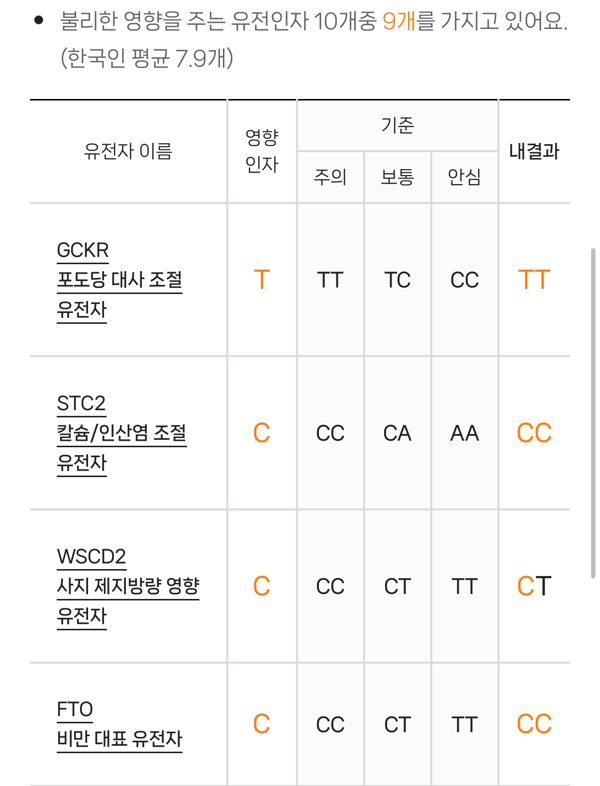 불리한 영향을 주는 유전인자 10개중 9개를 가지고 있어요.
(한국인 평균 7.9개)
유전자 이름
영향
인자
기준
주의
보통
안심
내결과
GCKR
포도당 대사 조절
유전자
T
TT
TC
CC
TT
STC2
칼슘/인산염 조절
유전자
C
CC
CA
AA
CC
WSCD2
사지 제지방량 영향
유전자
C
CC
CT
TT
CT
FTO
비만 대표 유전자
C
CC
CT
TT
CC